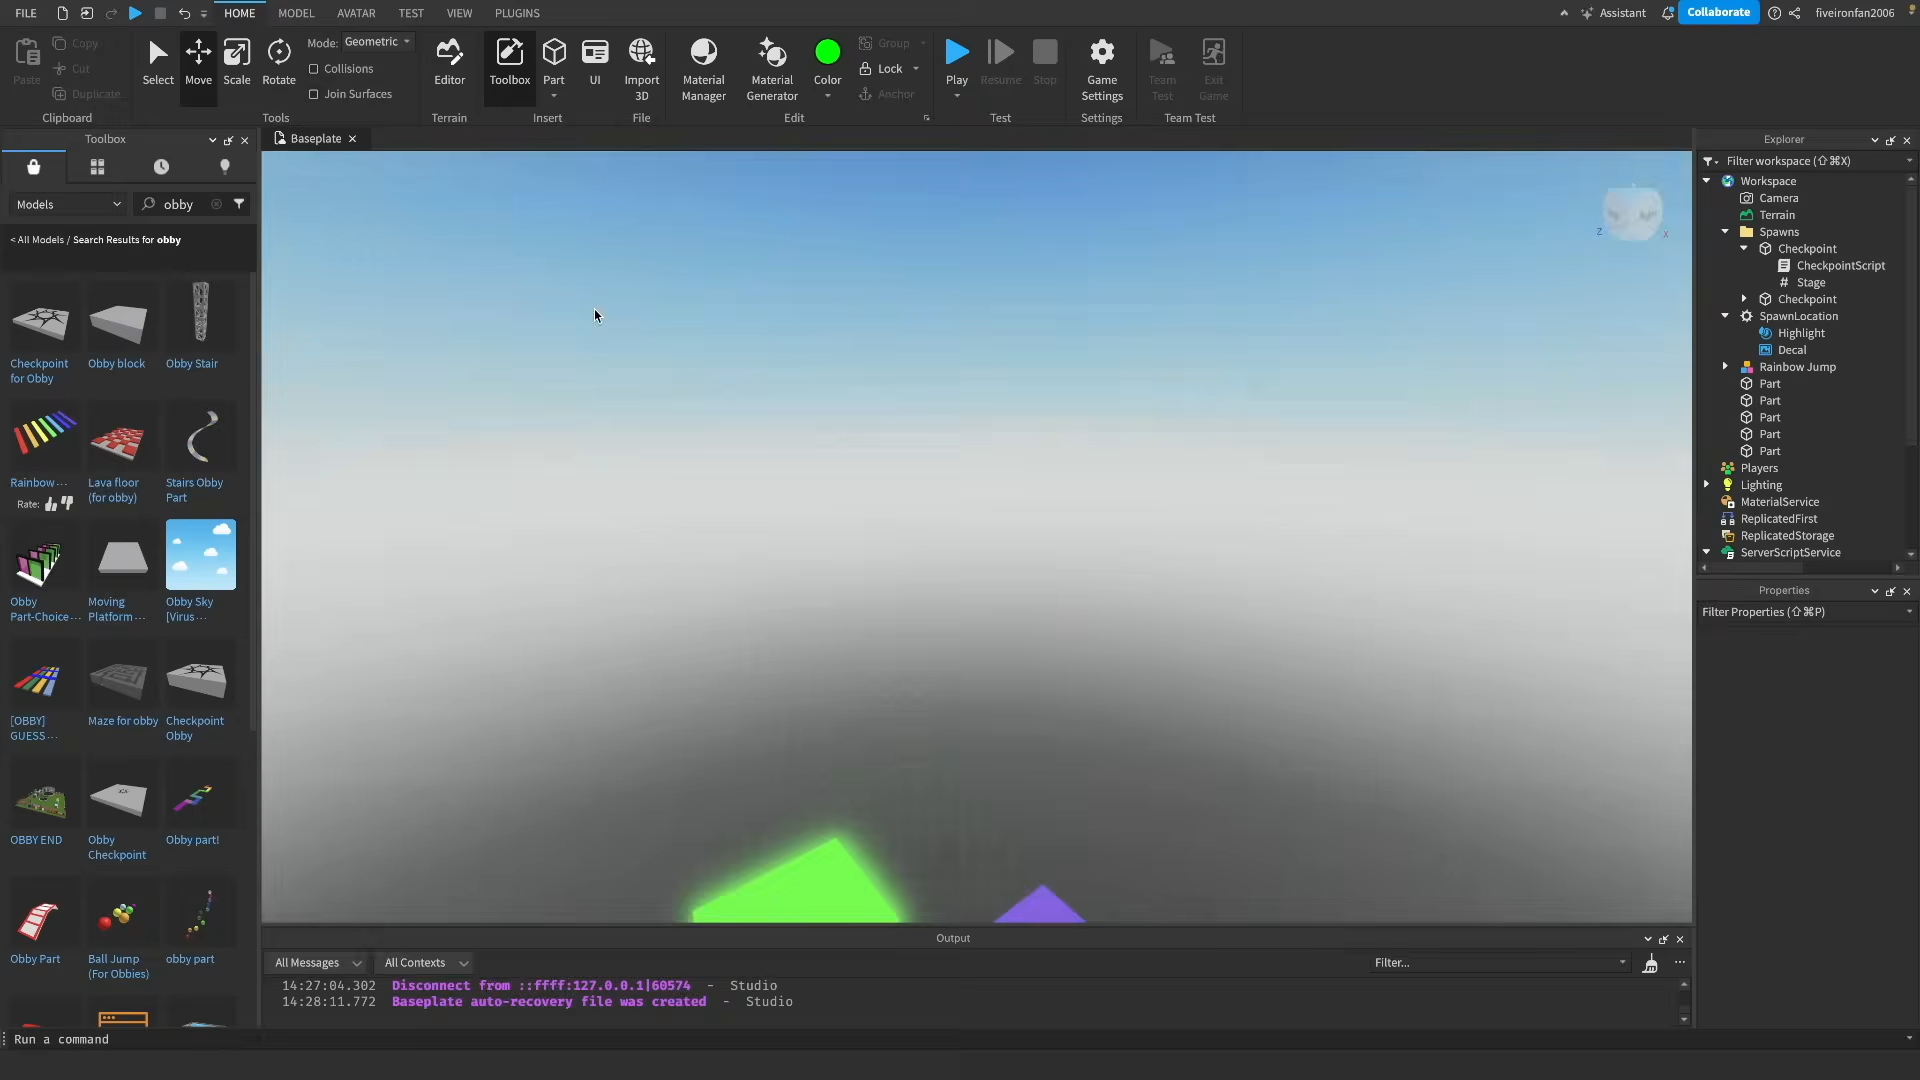 FILE
HOME
MODEL
AVATAR
TEST
VIEW
PLUGINS
Assistant
Collaborate
fiveironfan2006
Paste
Copy
Cut
Duplicate
Clipboard
Select
Move
Scale
Rotate
Mode: Geometric
Collisions
Join Surfaces
Tools
Editor
Terrain
Toolbox
Part
UI
Insert
Import
3D
File
Material
Manager
Material
Generator
Color
Group
Lock
Anchor
Edit
Play
Resume
Stop
Test
Game
Settings
Settings
Team
Test
Exit
Game
Team Test
Toolbox
Models
obby
< All Models / Search Results for obby
Checkpoint
for Obby
Obby block
Obby Stair
Rainbow ...
Rate:
Lava floor
(for obby)
Stairs Obby
Part
Obby
Part-Choice...
Moving
Platform ...
Obby Sky
[Virus ...
[OBBY]
GUESS ...
Maze for obby
Checkpoint
Obby
OBBY END
Obby
Checkpoint
Obby part!
Obby Part
Ball Jump
(For Obbies)
obby part
Baseplate
Z
X
Output
All Messages
All Contexts
Filter...
14:27:04.302 Disconnect from ::ffff:127.0.0.1|60574 - Studio
14:28:11.772 Baseplate auto-recovery file was created - Studio
Run a command
Explorer
Filter workspace (⇧⌘X)
Workspace
Camera
Terrain
Spawns
Checkpoint
CheckpointScript
Stage
Checkpoint
SpawnLocation
Highlight
Decal
Rainbow Jump
Part
Part
Part
Part
Part
Players
Lighting
MaterialService
ReplicatedFirst
ReplicatedStorage
ServerScriptService
Properties
Filter Properties (⇧⌘P)